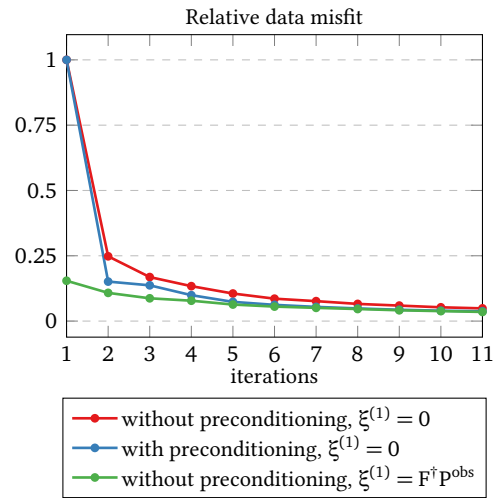 Relative data misfit
1
0.75
0.5
0.25
0
1 2 3 4 5 6 7 8 9 10 11
iterations
without preconditioning, ξ⁽¹⁾ = 0
with preconditioning, ξ⁽¹⁾ = 0
without preconditioning, ξ⁽¹⁾ = F†Pᵒᵇˢ